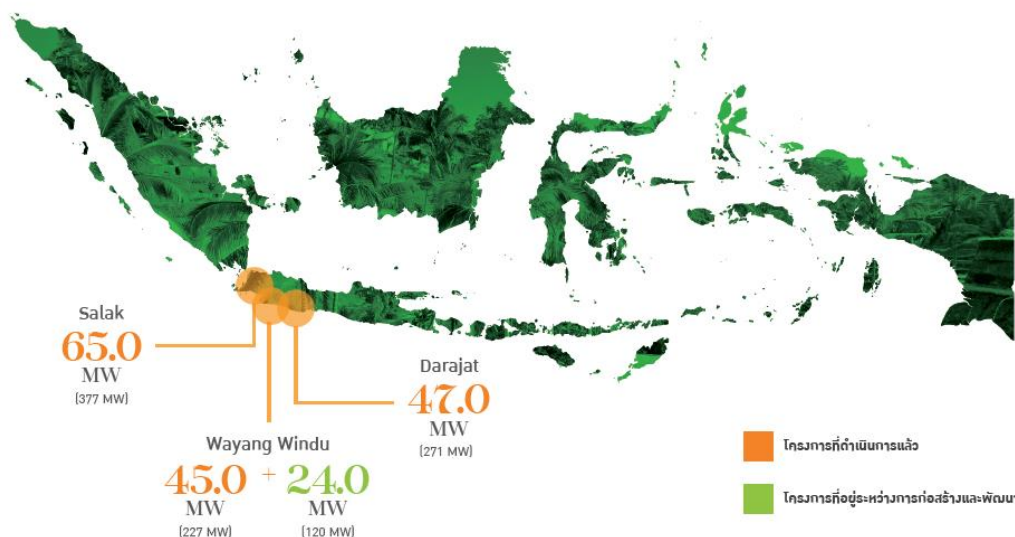 Salak
65.0
MW
(377 MW)
Darajat
47.0
MW
(271 MW)
Wayang Windu
45.0 + 24.0
MW MW
(227 MW) (120 MW)
โครงการที่ดำเนินการแล้ว
โครงการที่อยู่ระหว่างการก่อสร้างและพัฒนา